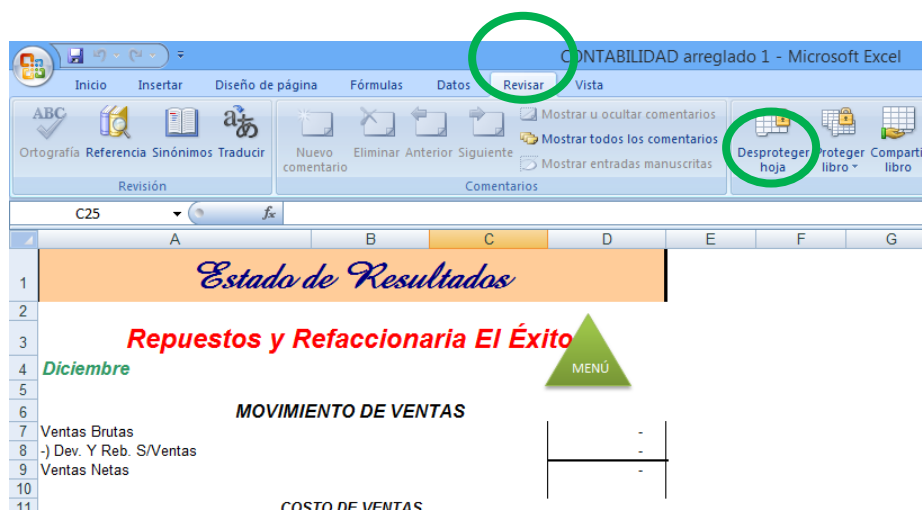 CONTABILIDAD arreglado 1 - Microsoft Excel
Inicio Insertar Diseño de página Fórmulas Datos Revisar Vista
ABC
Ortografía Referencia Sinónimos Traducir
Nuevo comentario Eliminar Anterior Siguiente
Mostrar u ocultar comentarios
Mostrar todos los comentarios
Mostrar entradas manuscritas
Desproteger hoja Proteger libro Comparti libro
Revisión Comentarios
C25 fx
A B C D E F G
1 Estado de Resultados
2
3 Repuestos y Refaccionaria El Éxito
4 Diciembre MENÚ
5
6 MOVIMIENTO DE VENTAS
7 Ventas Brutas -
8 -) Dev. Y Reb. S/Ventas -
9 Ventas Netas -
10
11 COSTO DE VENTAS